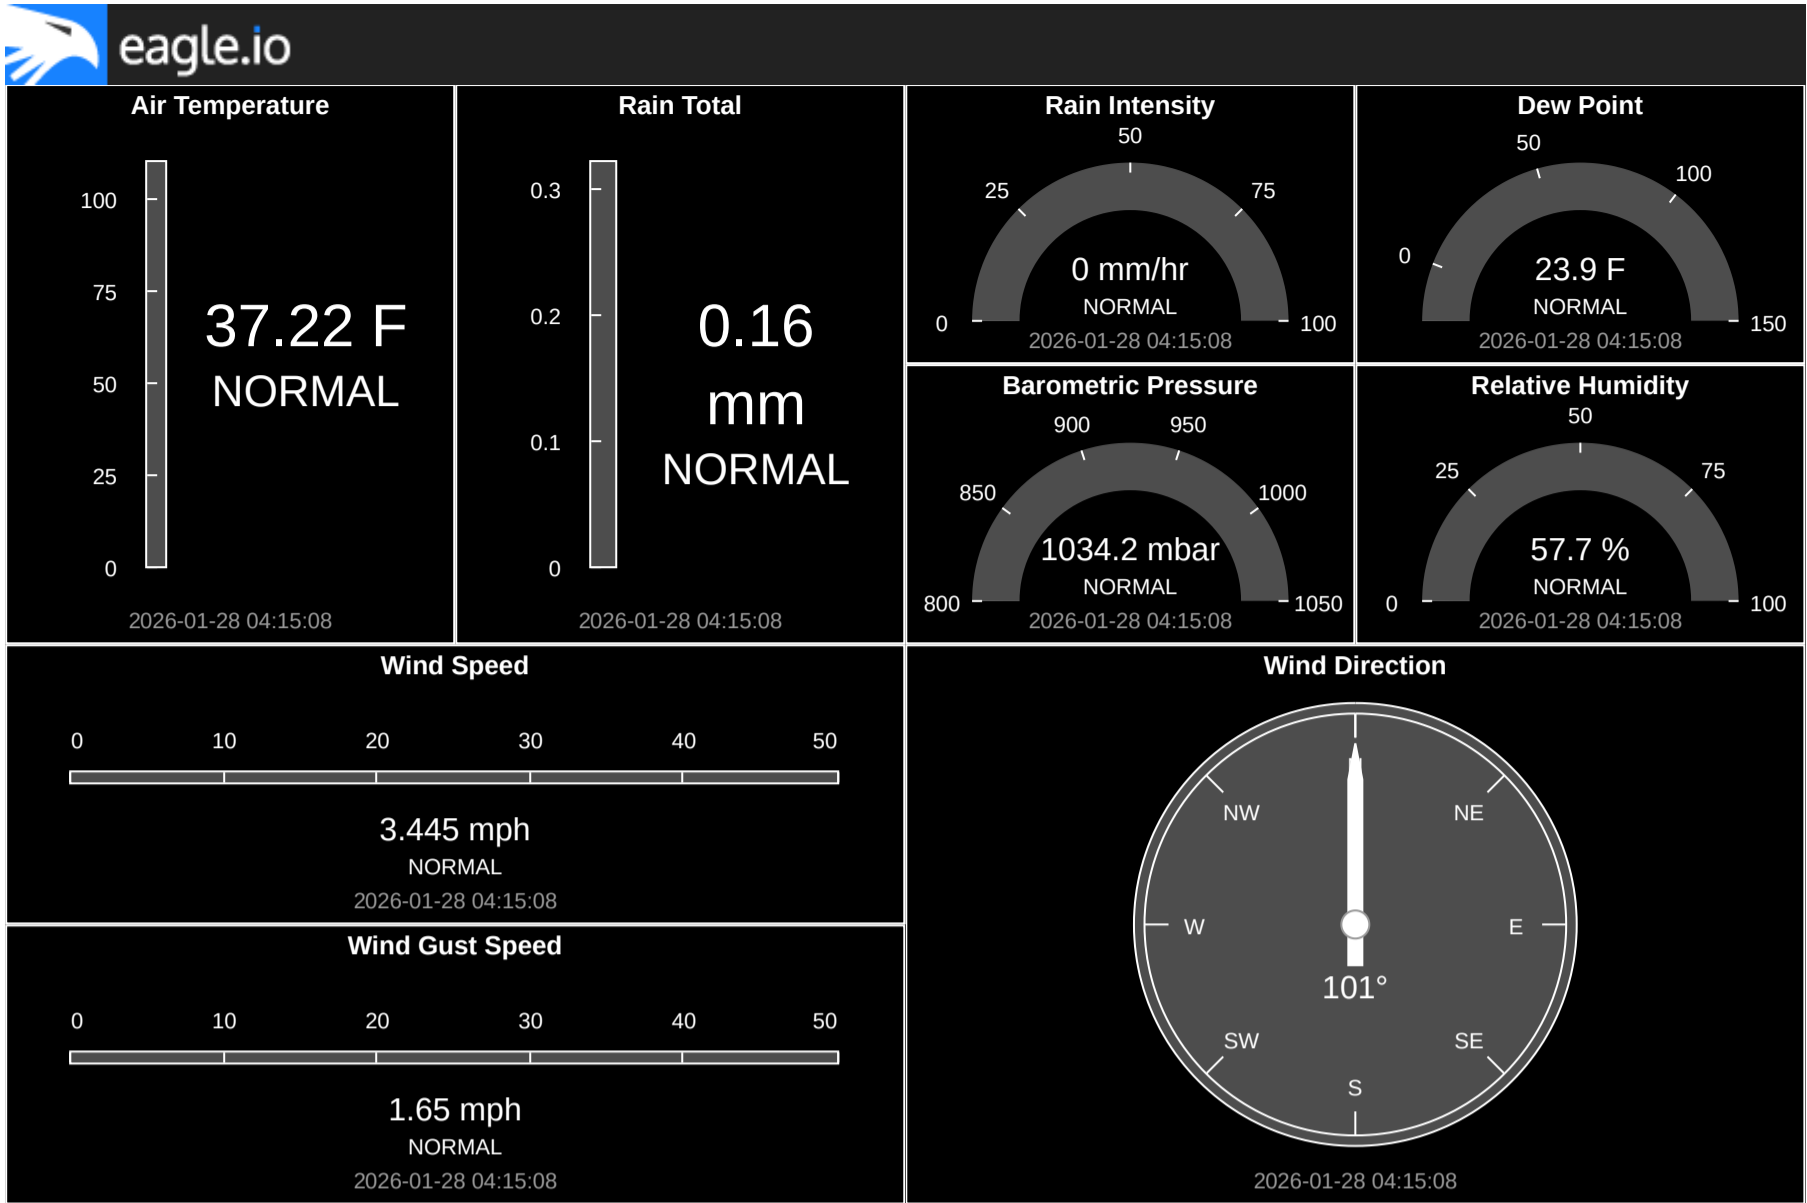 eagle.io
Air Temperature
100
75
50
25
0
37.22 F
NORMAL
2026-01-28 04:15:08
Rain Total
0.3
0.2
0.1
0
0.16
mm
NORMAL
2026-01-28 04:15:08
Rain Intensity
0
25
50
75
100
0 mm/hr
NORMAL
2026-01-28 04:15:08
Dew Point
0
50
100
150
23.9 F
NORMAL
2026-01-28 04:15:08
Barometric Pressure
800
850
900
950
1000
1050
1034.2 mbar
NORMAL
2026-01-28 04:15:08
Relative Humidity
0
25
50
75
100
57.7 %
NORMAL
2026-01-28 04:15:08
Wind Speed
0 10 20 30 40 50
3.445 mph
NORMAL
2026-01-28 04:15:08
Wind Gust Speed
0 10 20 30 40 50
1.65 mph
NORMAL
2026-01-28 04:15:08
Wind Direction
NW NE
W E
101°
SW SE
S
2026-01-28 04:15:08